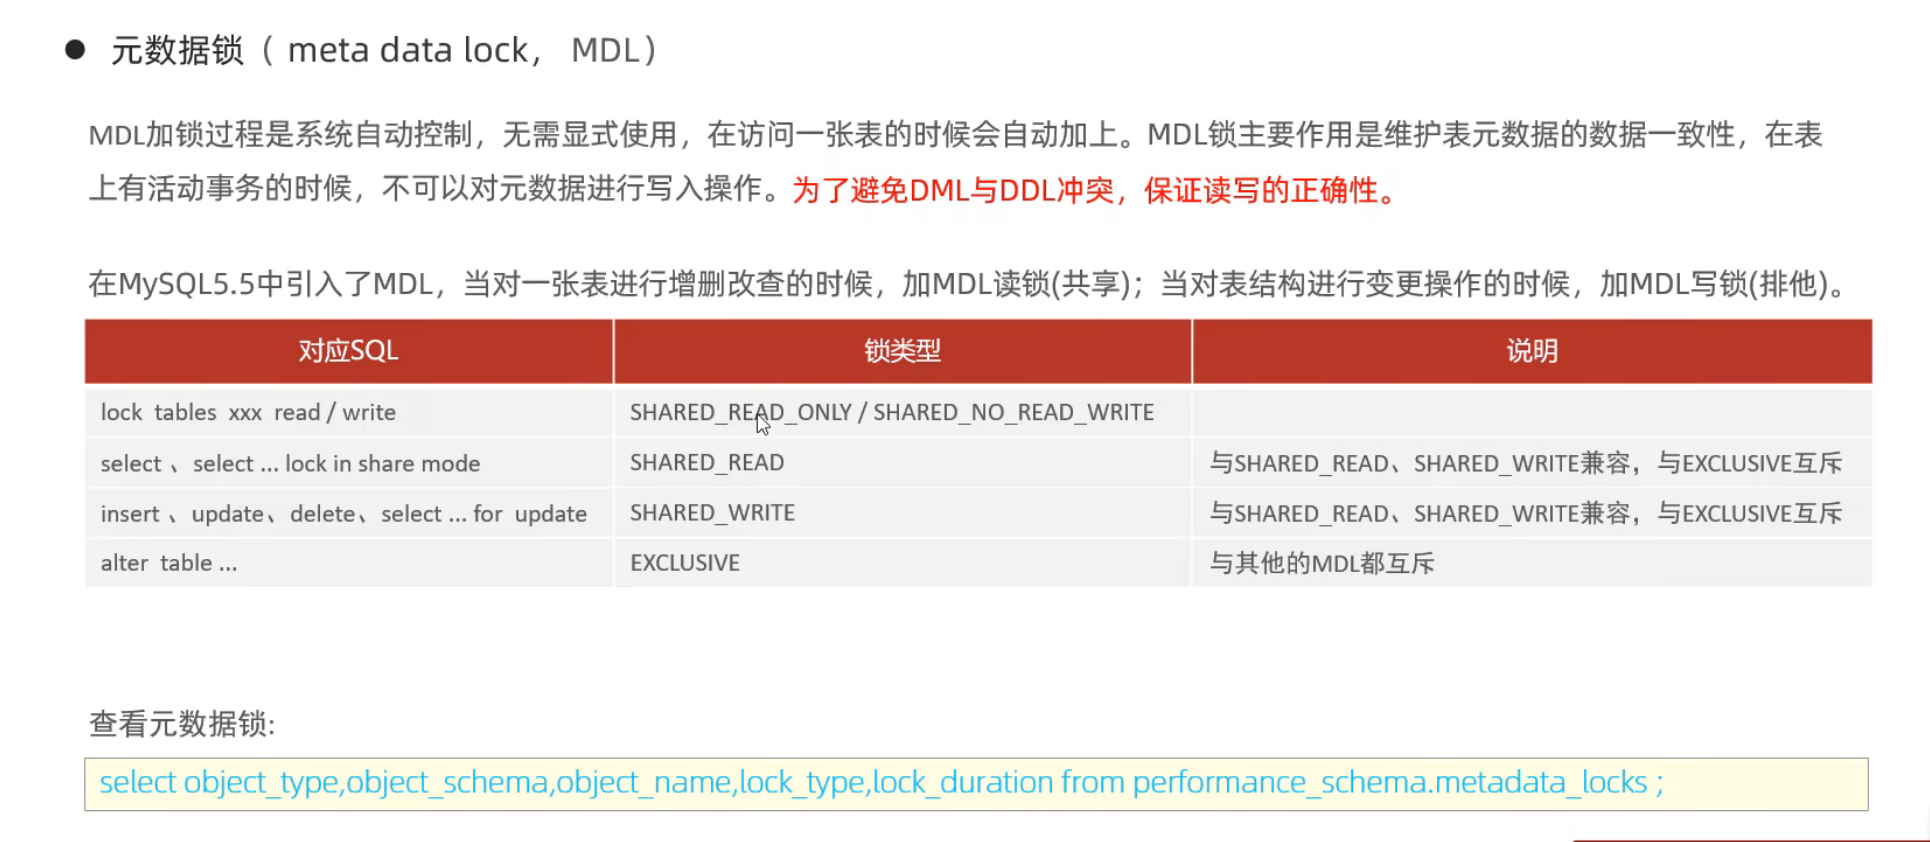 ● 元数据锁（ meta data lock， MDL）
MDL加锁过程是系统自动控制，无需显式使用，在访问一张表的时候会自动加上。MDL锁主要作用是维护表元数据的数据一致性，在表
上有活动事务的时候，不可以对元数据进行写入操作。为了避免DML与DDL冲突，保证读写的正确性。
在MySQL5.5中引入了MDL，当对一张表进行增删改查的时候，加MDL读锁(共享)；当对表结构进行变更操作的时候，加MDL写锁(排他)。
对应SQL 锁类型 说明
lock tables xxx read / write SHARED_READ_ONLY / SHARED_NO_READ_WRITE
select 、select ... lock in share mode SHARED_READ 与SHARED_READ、SHARED_WRITE兼容，与EXCLUSIVE互斥
insert 、update、delete、select ... for update SHARED_WRITE 与SHARED_READ、SHARED_WRITE兼容，与EXCLUSIVE互斥
alter table ... EXCLUSIVE 与其他的MDL都互斥
查看元数据锁:
select object_type,object_schema,object_name,lock_type,lock_duration from performance_schema.metadata_locks ;